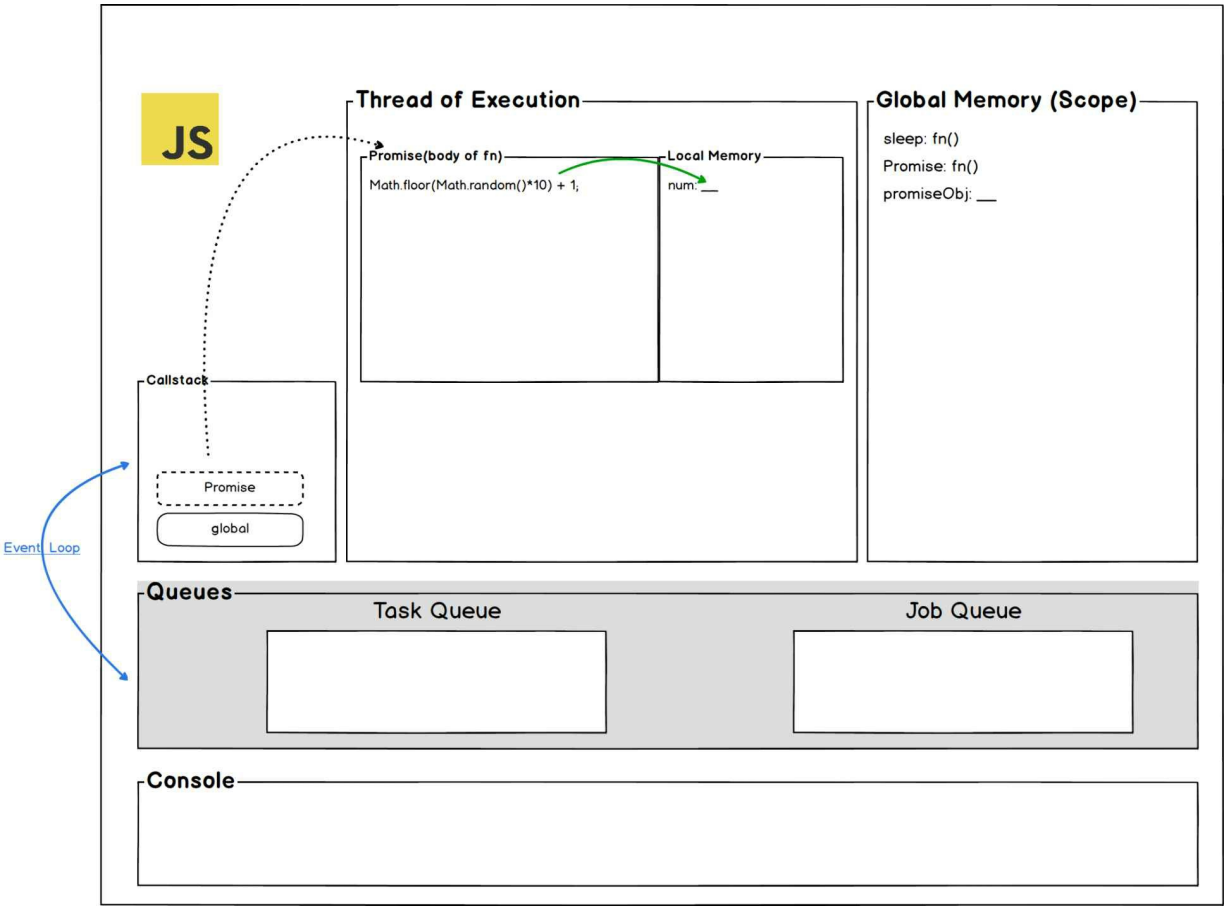 JS
Thread of Execution
Promise(body of fn)
Math.floor(Math.random()*10) + 1;
Local Memory
num: __
Global Memory (Scope)
sleep: fn()
Promise: fn()
promiseObj: __
Callstack
Promise
global
Event Loop
Queues
Task Queue
Job Queue
Console